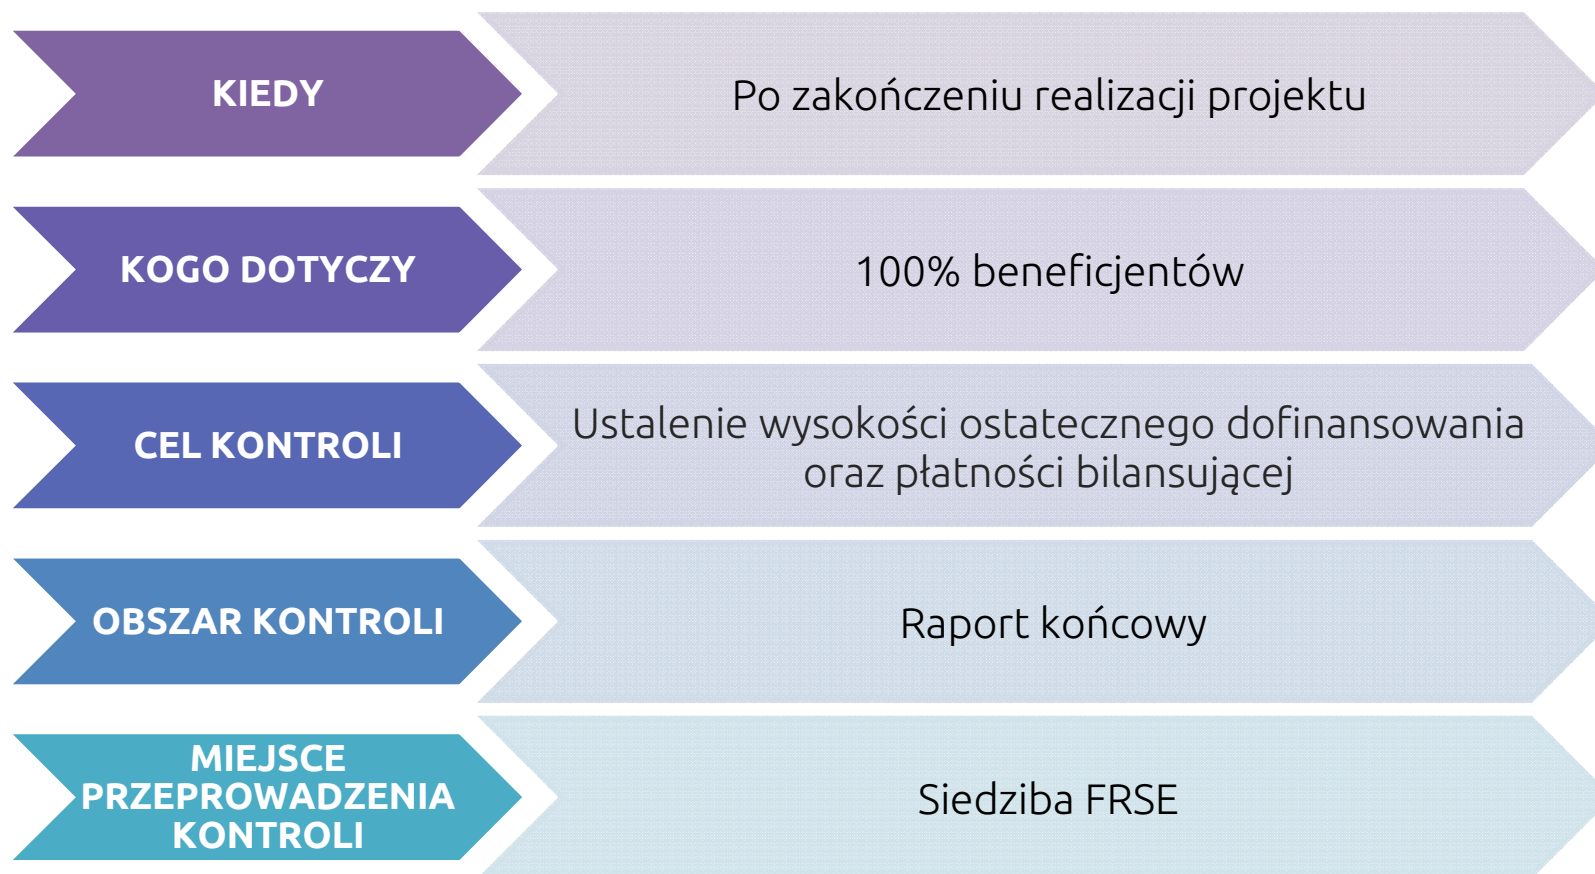 KIEDY
Po zakończeniu realizacji projektu
KOGO DOTYCZY
100% beneficjentów
CEL KONTROLI
Ustalenie wysokości ostatecznego dofinansowania
oraz płatności bilansującej
OBSZAR KONTROLI
Raport końcowy
MIEJSCE
PRZEPROWADZENIA
KONTROLI
Siedziba FRSE